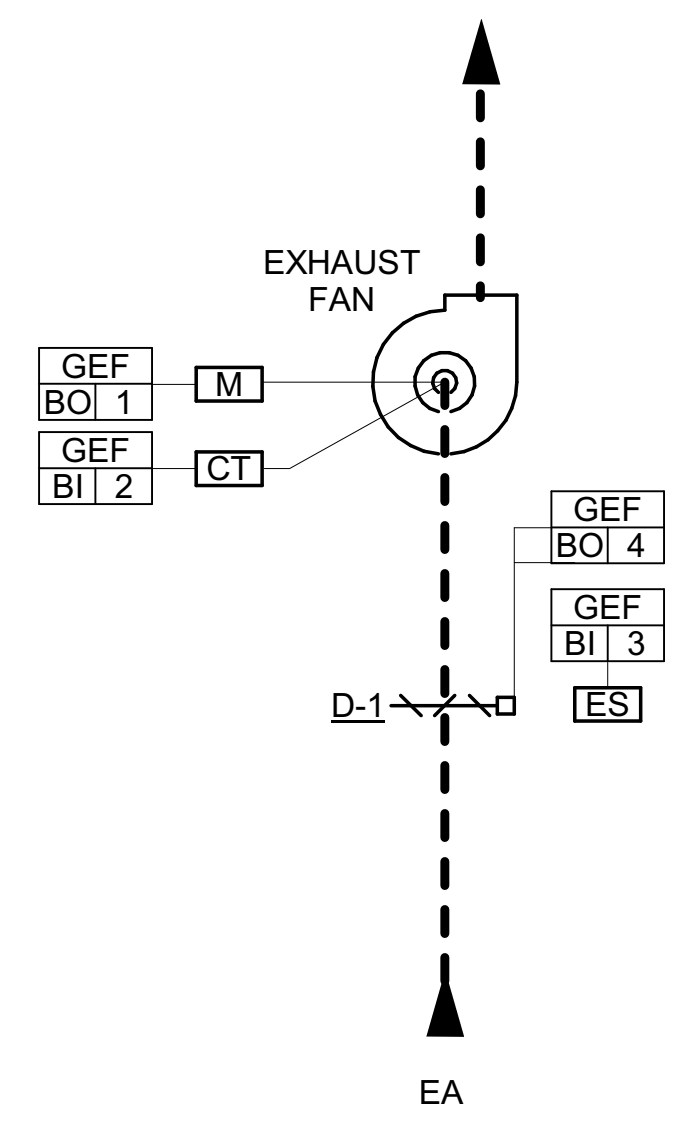 EXHAUST
FAN
GEF
BO 1
M
GEF
BI 2
CT
GEF
BO 4
GEF
BI 3
ES
D-1
EA